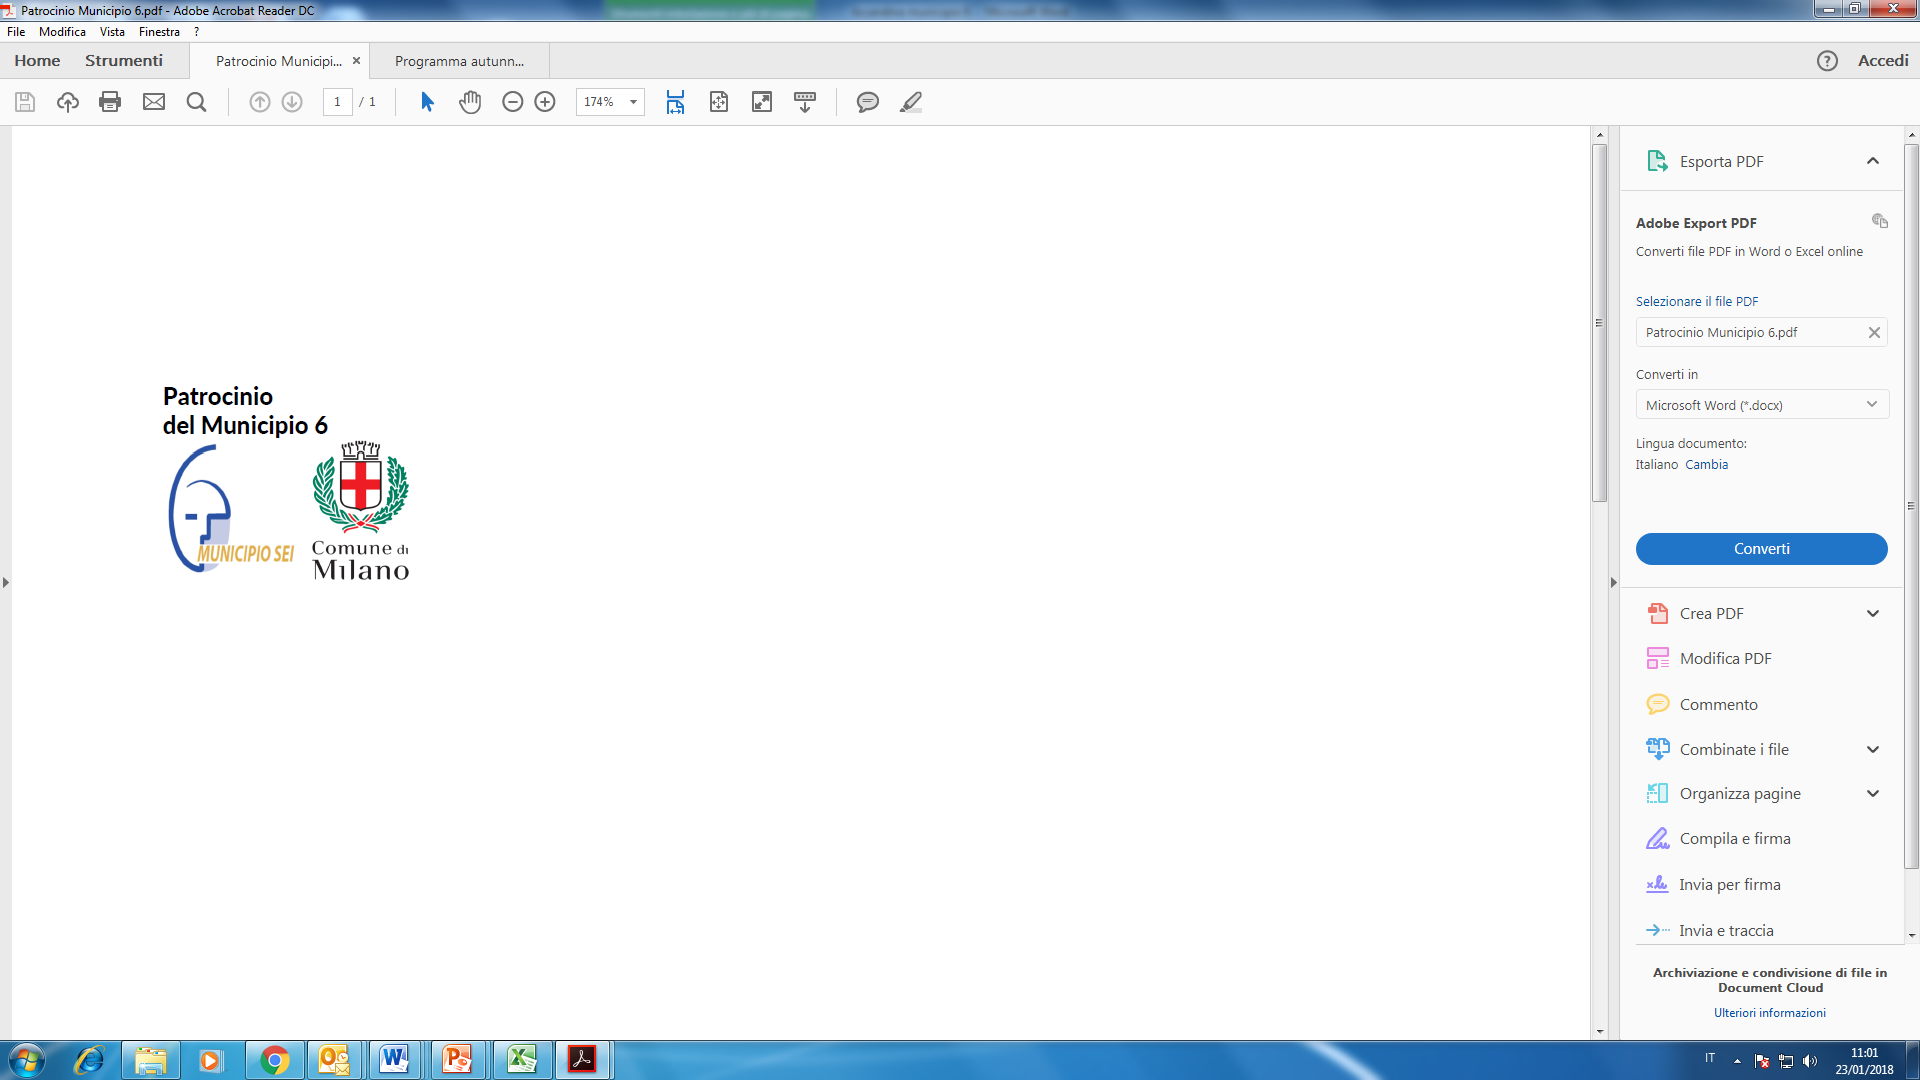 Patrocinio Municipio 6.pdf - Adobe Acrobat Reader DC
File Modifica Vista Finestra ?
Home Strumenti Patrocinio Municipi... × Programma autunn... ? Accedi
1 / 1 174%
Esporta PDF
Adobe Export PDF
Converti file PDF in Word o Excel online
Selezionare il file PDF
Patrocinio Municipio 6.pdf
Converti in
Microsoft Word (*.docx)
Lingua documento:
Italiano Cambia
Converti
Crea PDF
Modifica PDF
Commento
Combinate i file
Organizza pagine
Compila e firma
Invia per firma
Invia e traccia
Archiviazione e condivisione di file in
Document Cloud
Ulteriori informazioni
Patrocinio
del Municipio 6
MUNICIPIO SEI
Comune di
Milano
IT
11:01
23/01/2018